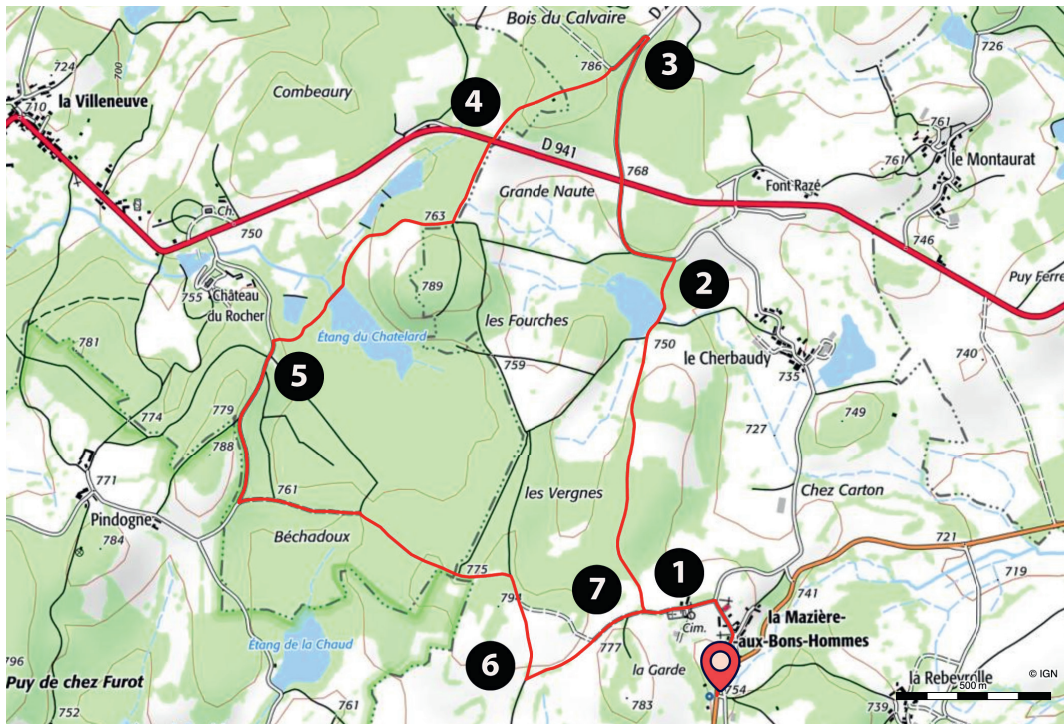 Bois du Calvaire
D
726
724
700
786
3
Combeaury
710
la Villeneuve
4
761
761
le Montaurat
D 941
768
Grande Naute
Font Razé
Ch.
750
763
746
2
755
Château
du Rocher
789
Puy Ferre
Étang du Chatelard
les Fourches
750
le Cherbaudy
781
740
5
759
735
774
779
749
788
727
771
761
les Vergnes
Chez Carton
Pindogne
784
Béchadoux
721
775
1
719
794
7
741
Cim.
la Mazière-
-aux-Bons-Hommes
Étang de la Chaud
777
6
la Garde
796
Puy de chez Furot
754
la Rebeyrolle
© IGN
500 m
752
761
783
739